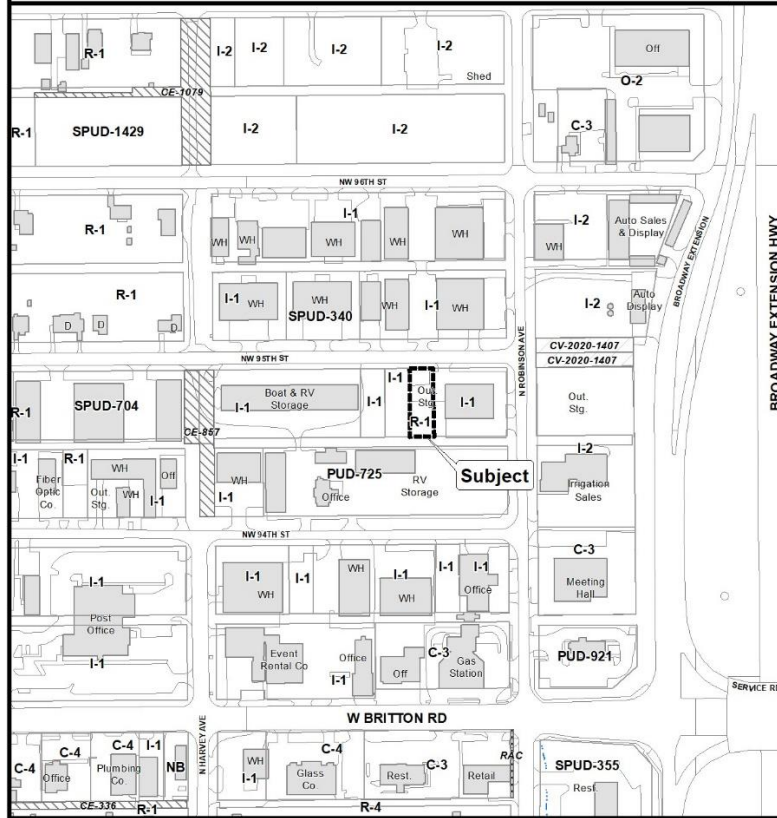 I-2
I-2
I-2
I-2
Off
R-1
O-2
Shed
CE-1079
C-3
R-1
SPUD-1429
I-2
I-2
NW 96TH ST
I-1
I-2
Auto Sales
& Display
R-1
WH
WH
WH
WH
WH
WH
BROADWAY EXTENSION
BROADWAY EXTENSION HWY
R-1
I-1
WH
WH
I-1
WH
SPUD-340
I-2
Auto
Display
D
D
D
N ROBINSON AVE
CV-2020-1407
CV-2020-1407
NW 95TH ST
R-1
SPUD-704
Boat & RV
Storage
I-1
I-1
I-1
Out.
Stg.
R-1
I-1
Out.
Stg.
CE-857
I-2
I-1
R-1
WH
Off
Fiber
Optic
Co.
Out.
Stg.
WH
I-1
WH
I-1
PUD-725
Office
RV
Storage
Subject
Irrigation
Sales
NW 94TH ST
C-3
I-1
Post
Office
I-1
I-1
WH
I-1
WH
I-1
WH
I-1
I-1
Office
Meeting
Hall
Event
Rental Co
Office
I-1
Off
C-3
Gas
Station
PUD-921
SERVICE RD
W BRITTON RD
N HARVEY AVE
C-4
C-4
Office
C-4
Plumbing
Co.
I-1
NB
WH
I-1
C-4
Glass
Co.
C-3
Rest.
Retail
RAC
SPUD-355
Rest.
CE-336
R-1
R-4